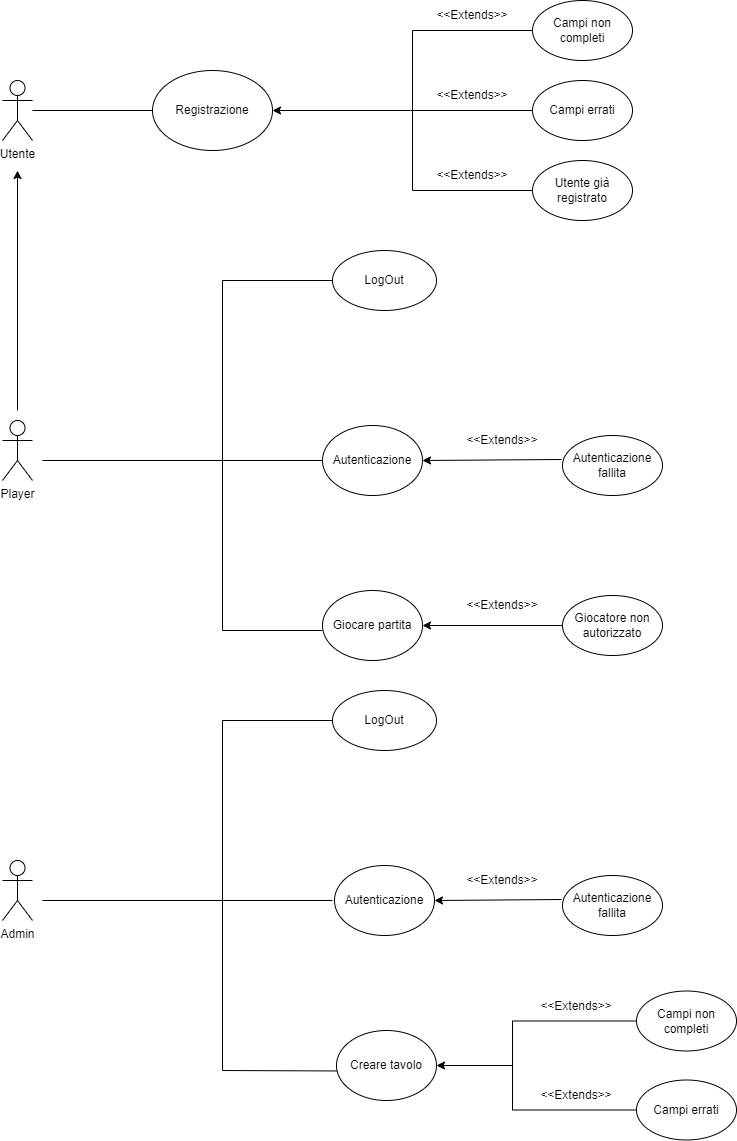 <<Extends>>
Campi non
completi
<<Extends>>
Registrazione
Campi errati
Utente
<<Extends>>
Utente già
registrato
LogOut
<<Extends>>
Autenticazione
Autenticazione
fallita
Player
<<Extends>>
Giocare partita
Giocatore non
autorizzato
LogOut
<<Extends>>
Autenticazione
Autenticazione
fallita
Admin
<<Extends>>
Campi non
completi
Creare tavolo
<<Extends>>
Campi errati